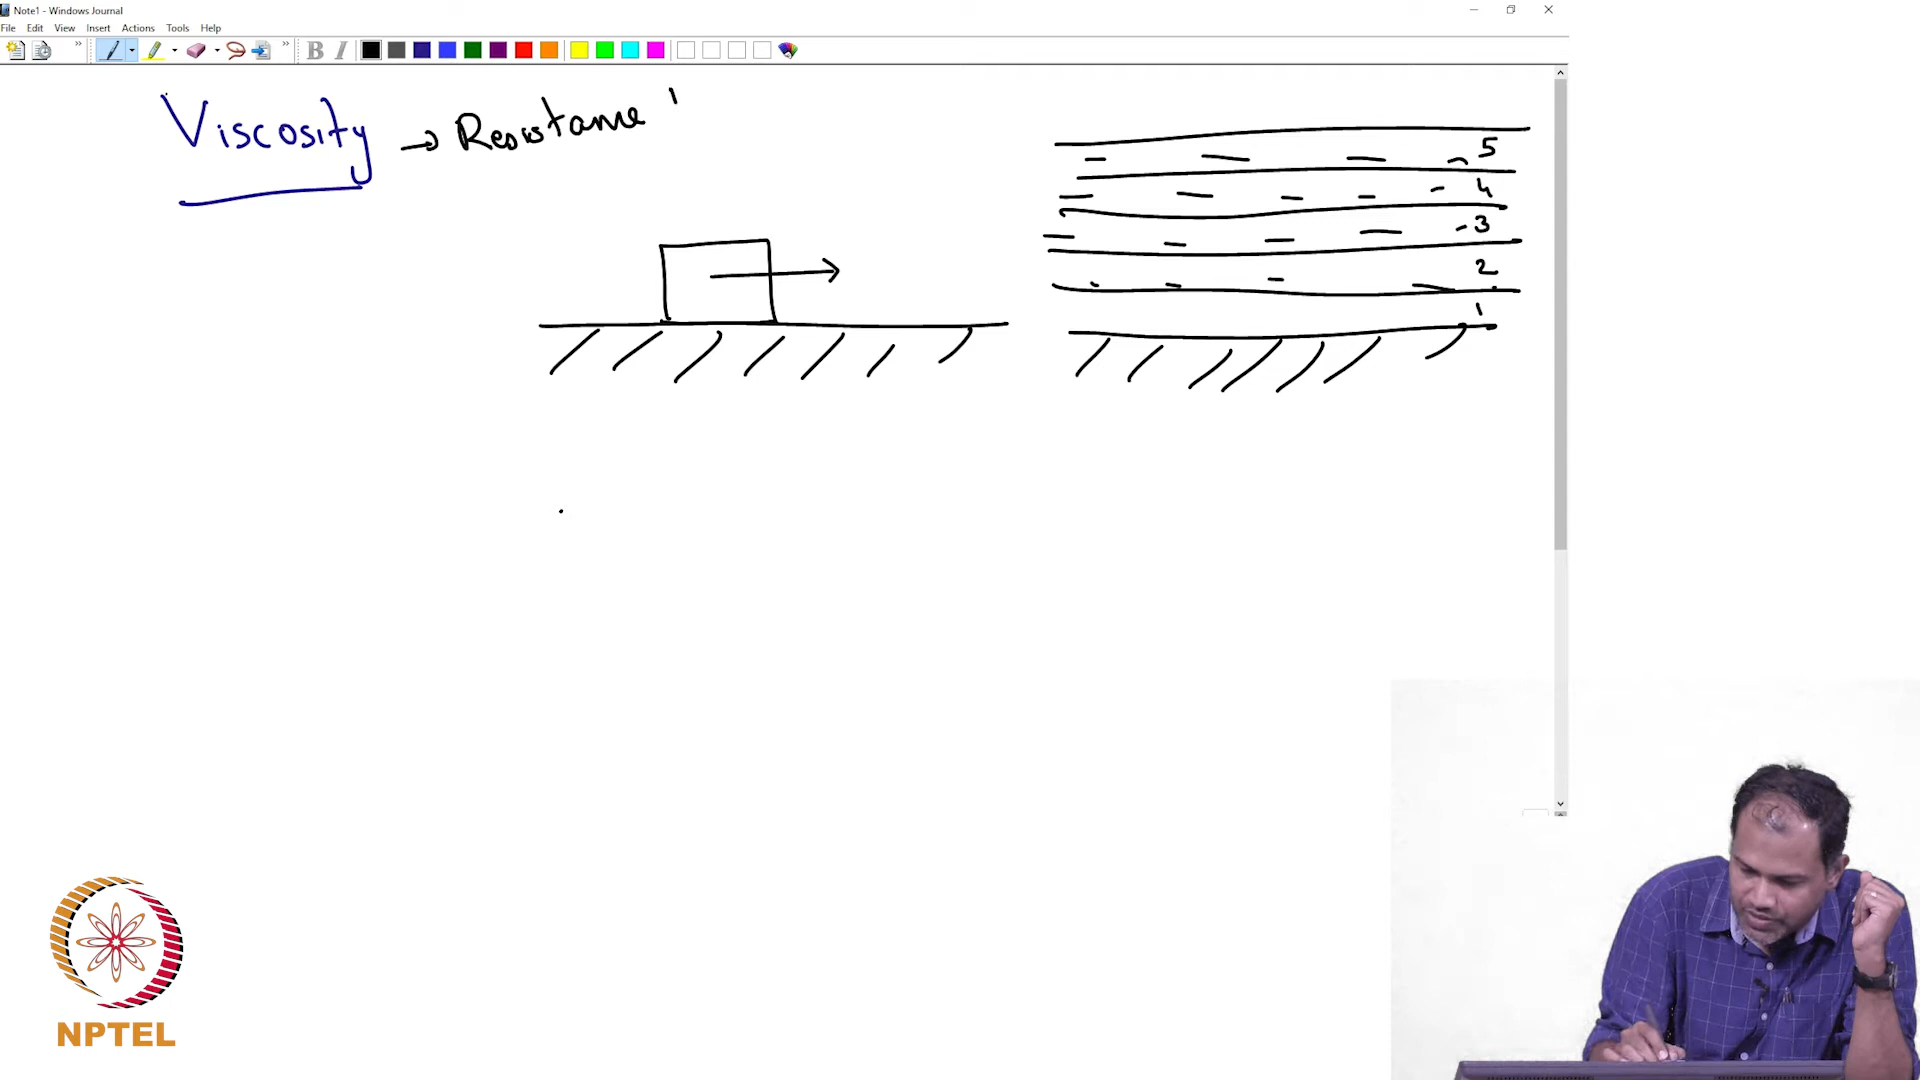 Note1 - Windows Journal
File Edit View Insert Actions Tools Help
B I
Viscosity → Resistance '
5
4
3
2
1
NPTEL